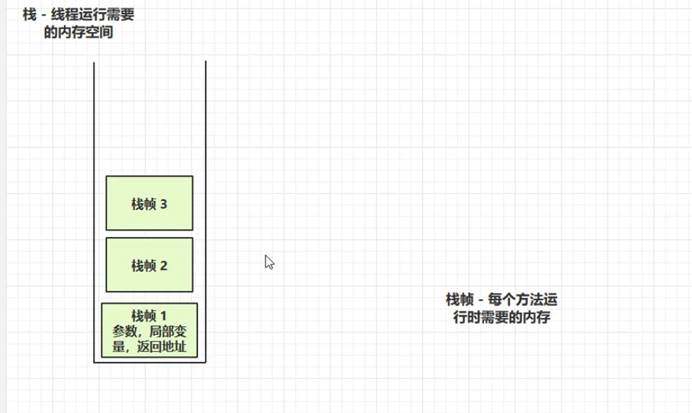 栈 - 线程运行需要
的内存空间
栈帧 3
栈帧 2
栈帧 1
参数，局部变
量，返回地址
栈帧 - 每个方法运
行时需要的内存